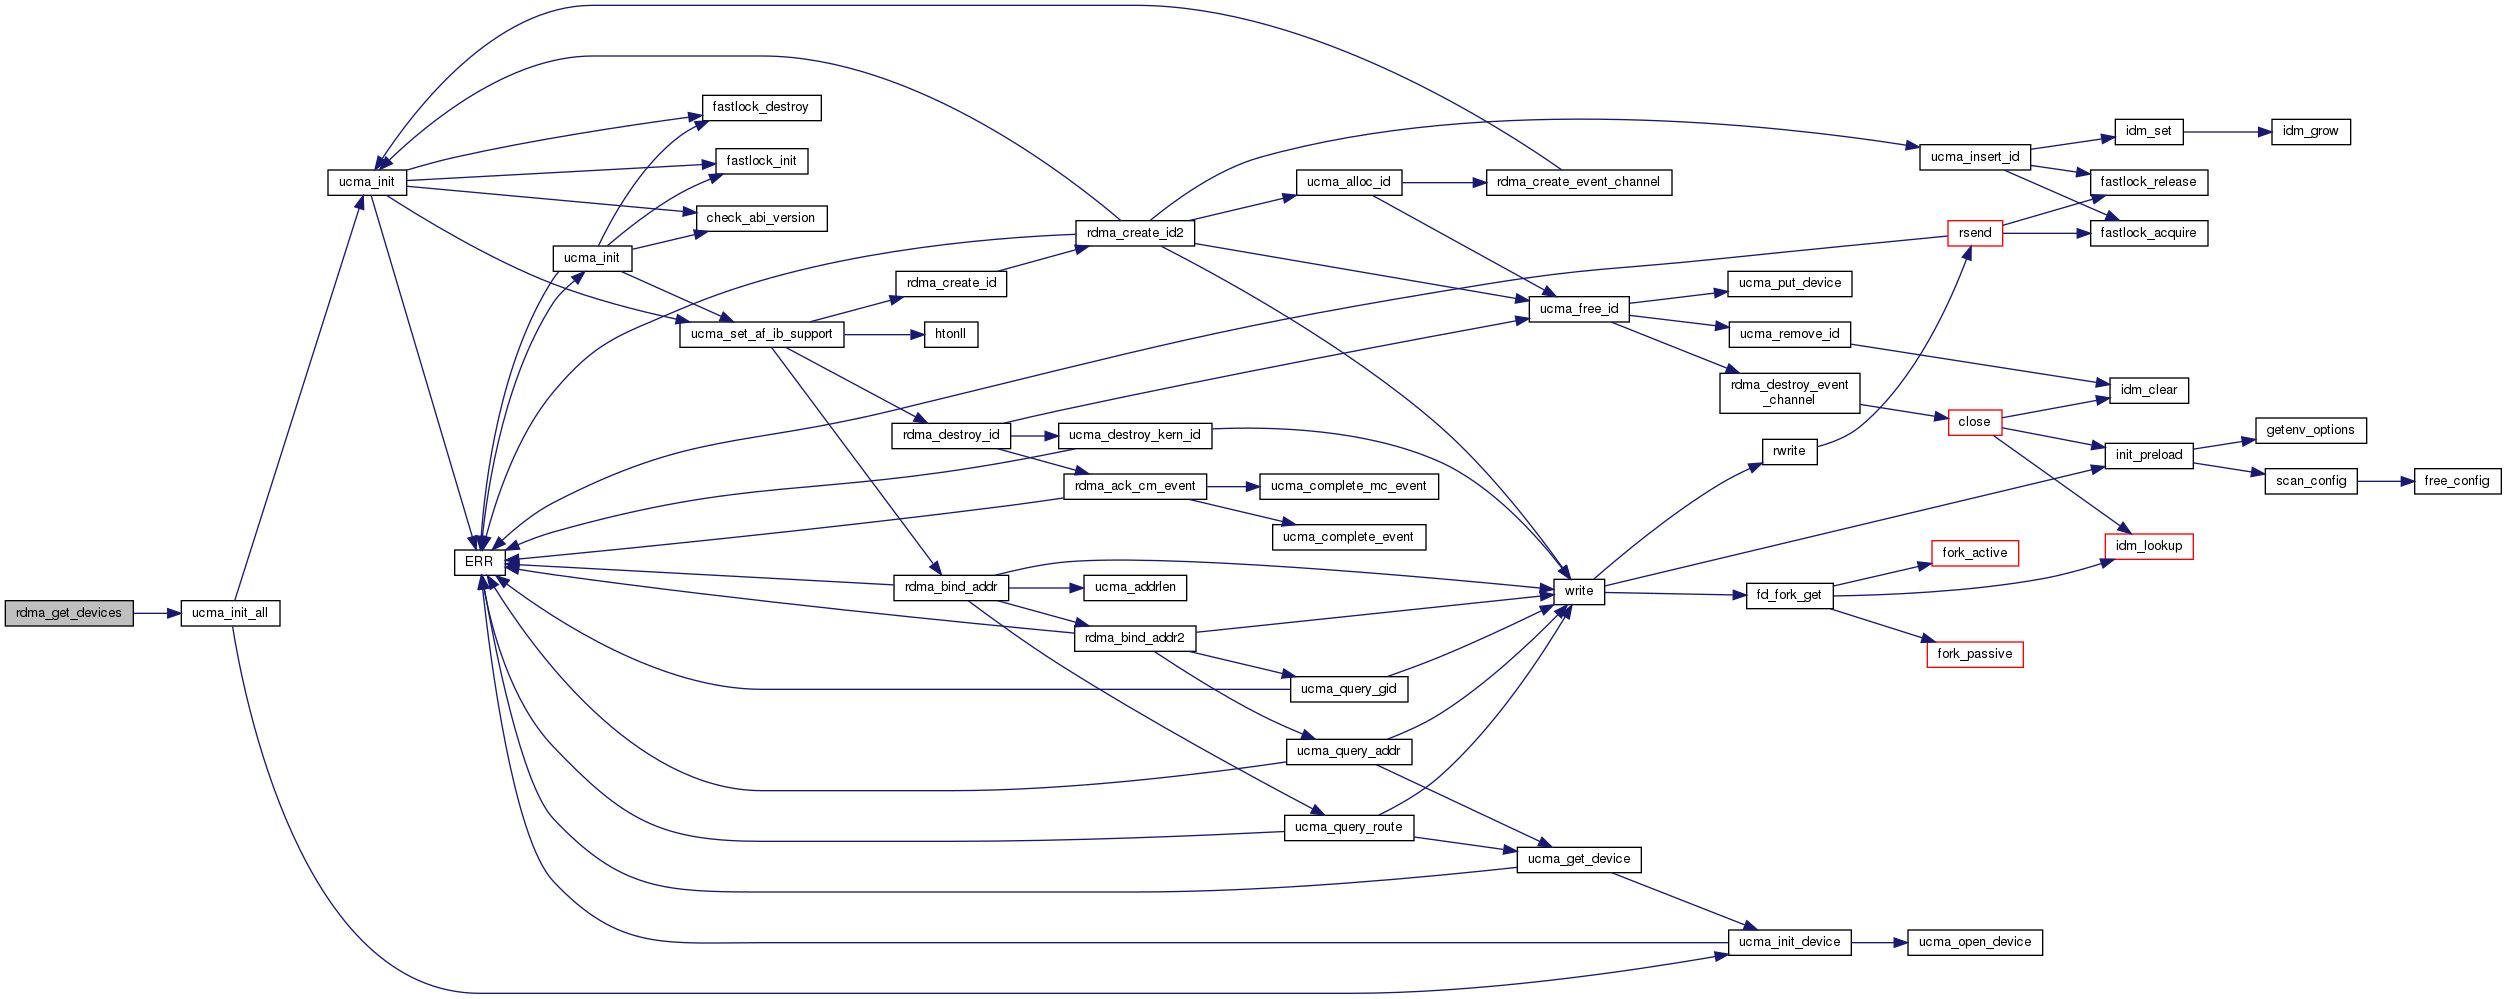 rdma_get_devices
ucma_init_all
ucma_init
ERR
ucma_init
fastlock_destroy
fastlock_init
check_abi_version
ucma_set_af_ib_support
rdma_create_id
htonll
rdma_destroy_id
rdma_bind_addr
rdma_create_id2
ucma_destroy_kern_id
rdma_ack_cm_event
ucma_addrlen
rdma_bind_addr2
ucma_alloc_id
ucma_complete_mc_event
ucma_complete_event
ucma_query_gid
ucma_query_addr
ucma_query_route
rdma_create_event_channel
ucma_free_id
write
ucma_get_device
ucma_put_device
ucma_remove_id
rdma_destroy_event
_channel
rwrite
fd_fork_get
ucma_init_device
ucma_insert_id
rsend
close
fork_active
fork_passive
ucma_open_device
idm_set
fastlock_release
fastlock_acquire
idm_clear
init_preload
idm_lookup
idm_grow
getenv_options
scan_config
free_config